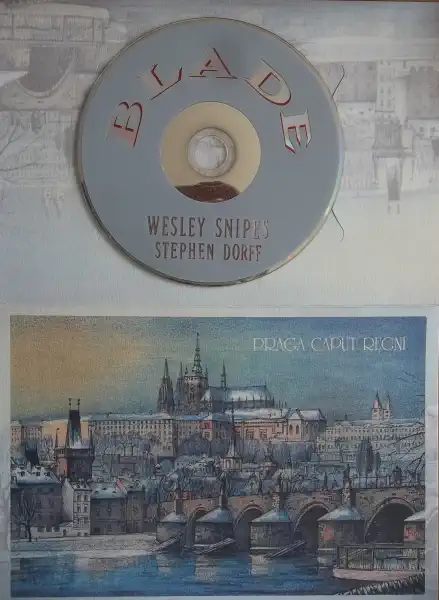 BLADE
WESLEY SNIPES
STEPHEN DORFF
PRAGA CAPUT REGNI